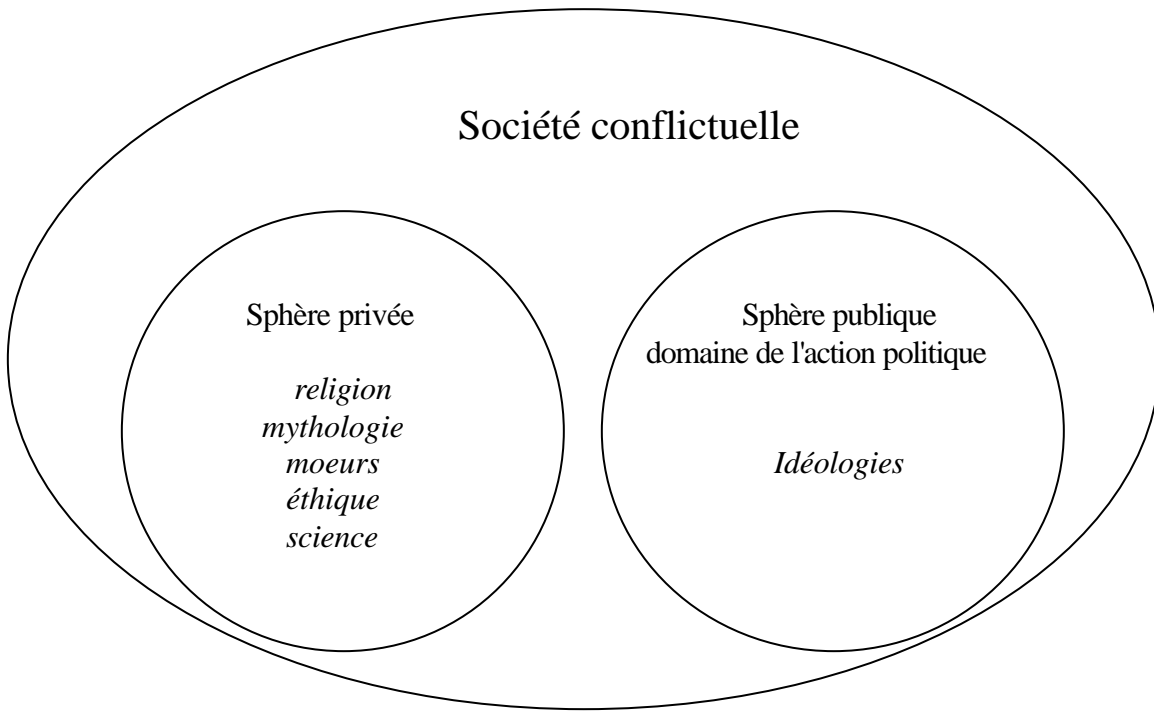 Société conflictuelle
Sphère privée
religion
mythologie
moeurs
éthique
science
Sphère publique
domaine de l'action politique
Idéologies